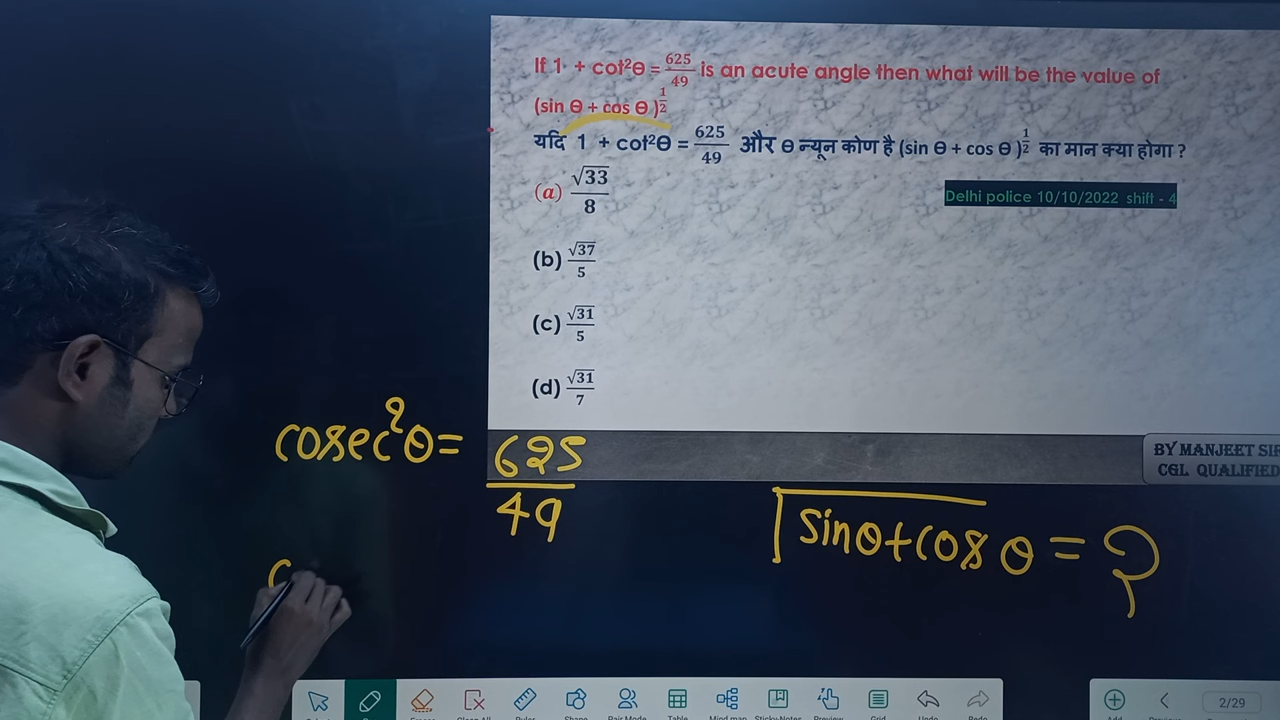 If 1 + cot²θ = 625/49 is an acute angle then what will be the value of
(sin θ + cos θ )^1/2
यदि 1 + cot²θ = 625/49 और θ न्यून कोण है (sin θ + cos θ )^1/2 का मान क्या होगा ?
(a) √33/8
Delhi police 10/10/2022 shift - 4
(b) √37/5
(c) √31/5
(d) √31/7
cosec²θ = 625/49
BY MANJEET SIR
CGL QUALIFIED
√sinθ+cosθ = ?
2/29